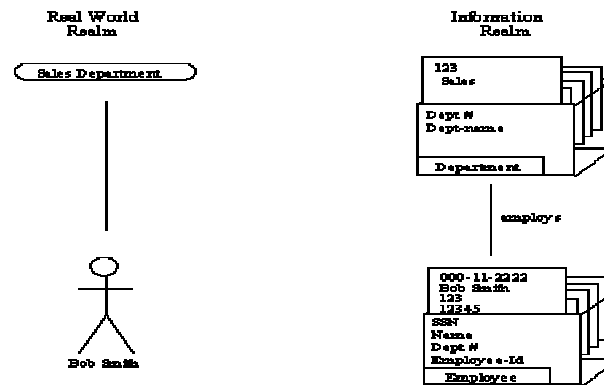 Real World
Realm
Sales Department
Bob Smith
Information
Realm
123
Sales
Dept #
Dept-name
Department
employs
000-11-2222
Bob Smith
123
12345
SSN
Name
Dept #
Employee-Id
Employee